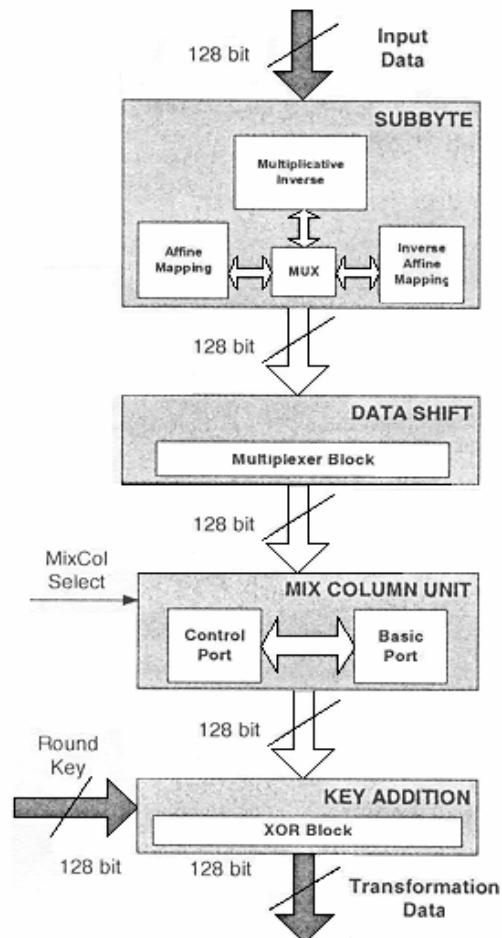 Input
Data
128 bit
SUBBYTE
Multiplicative
Inverse
Affine
Mapping
MUX
Inverse
Affine
Mapping
128 bit
DATA SHIFT
Multiplexer Block
128 bit
MixCol
Select
MIX COLUMN UNIT
Control
Port
Basic
Port
128 bit
Round
Key
KEY ADDITION
XOR Block
128 bit
128 bit
Transformation
Data